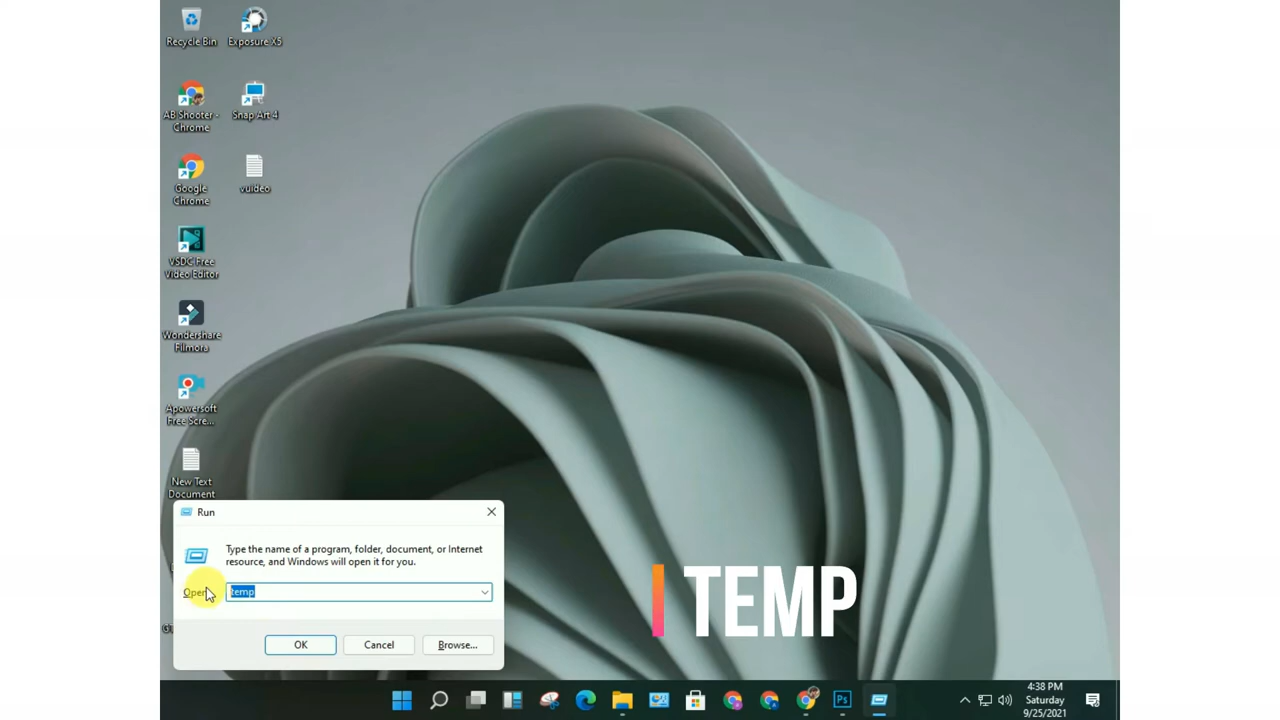 Recycle Bin
Exposure X5
AB Shooter -
Chrome
Snap Art 4
Google
Chrome
vuideo
VSDC Free
Video Editor
Wondershare
Filmora
Apowersoft
Free Scre...
New Text
Document
Run
Type the name of a program, folder, document, or Internet
resource, and Windows will open it for you.
Open:
temp
OK
Cancel
Browse...
TEMP
Ps
4:38 PM
Saturday
9/25/2021